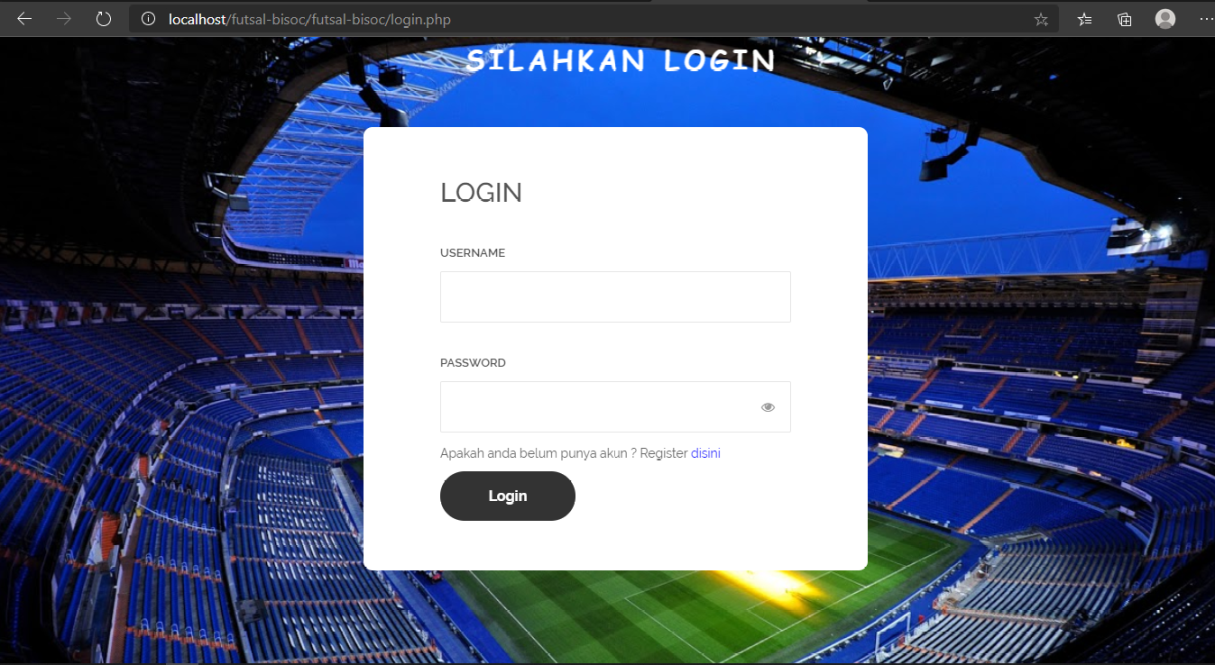 localhost/futsal-bisoc/futsal-bisoc/login.php
SILAHKAN LOGIN
LOGIN
USERNAME
PASSWORD
Apakah anda belum punya akun ? Register disini
Login